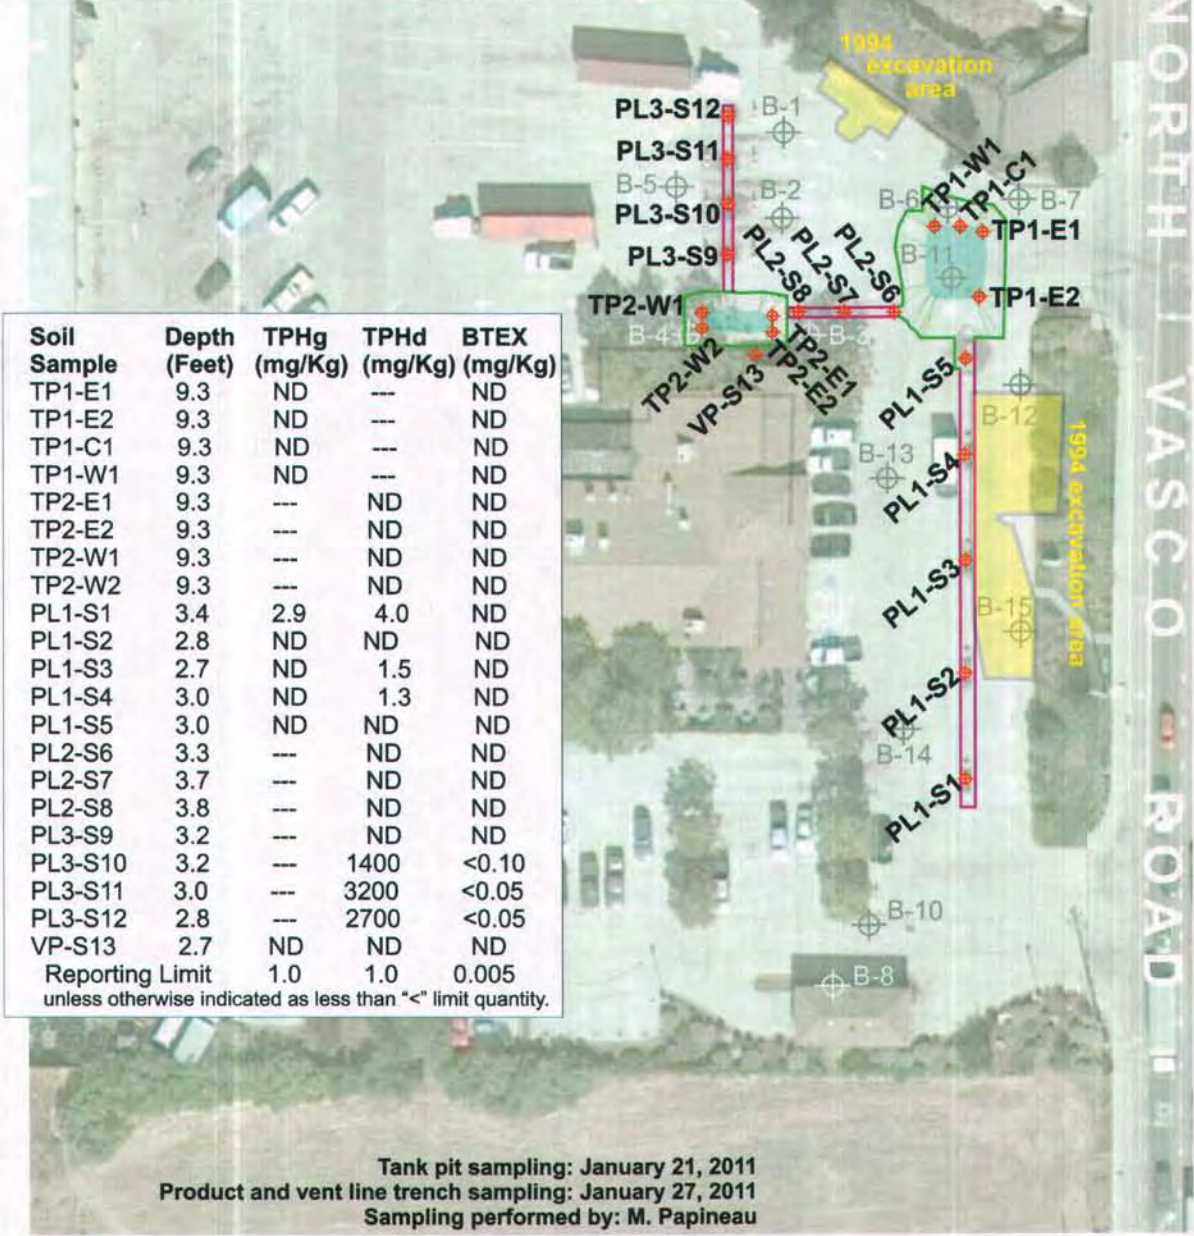 1994
excavation
area
PL3-S12
B-1
PL3-S11
B-5
B-2
PL3-S10
PL3-S9
PL2-S8
PL2-S7
PL2-S6
B-6
TP1-W1
TP1-C1
B-7
TP1-E1
B-11
TP1-E2
TP2-W1
B-4
TP2-W2
VP-S13
TP2-E1
TP2-E2
PL1-S5
B-12
B-13
PL1-S4
1994 excavation area
PL1-S3
B-15
PL1-S2
B-14
PL1-S1
B-10
B-8
NORTH VASCO ROAD
Soil Depth TPHg TPHd BTEX
Sample (Feet) (mg/Kg) (mg/Kg) (mg/Kg)
TP1-E1 9.3 ND --- ND
TP1-E2 9.3 ND --- ND
TP1-C1 9.3 ND --- ND
TP1-W1 9.3 ND --- ND
TP2-E1 9.3 --- ND ND
TP2-E2 9.3 --- ND ND
TP2-W1 9.3 --- ND ND
TP2-W2 9.3 --- ND ND
PL1-S1 3.4 2.9 4.0 ND
PL1-S2 2.8 ND ND ND
PL1-S3 2.7 ND 1.5 ND
PL1-S4 3.0 ND 1.3 ND
PL1-S5 3.0 ND ND ND
PL2-S6 3.3 --- ND ND
PL2-S7 3.7 --- ND ND
PL2-S8 3.8 --- ND ND
PL3-S9 3.2 --- ND ND
PL3-S10 3.2 --- 1400 <0.10
PL3-S11 3.0 --- 3200 <0.05
PL3-S12 2.8 --- 2700 <0.05
VP-S13 2.7 ND ND ND
Reporting Limit 1.0 1.0 0.005
unless otherwise indicated as less than "<" limit quantity.
Tank pit sampling: January 21, 2011
Product and vent line trench sampling: January 27, 2011
Sampling performed by: M. Papineau